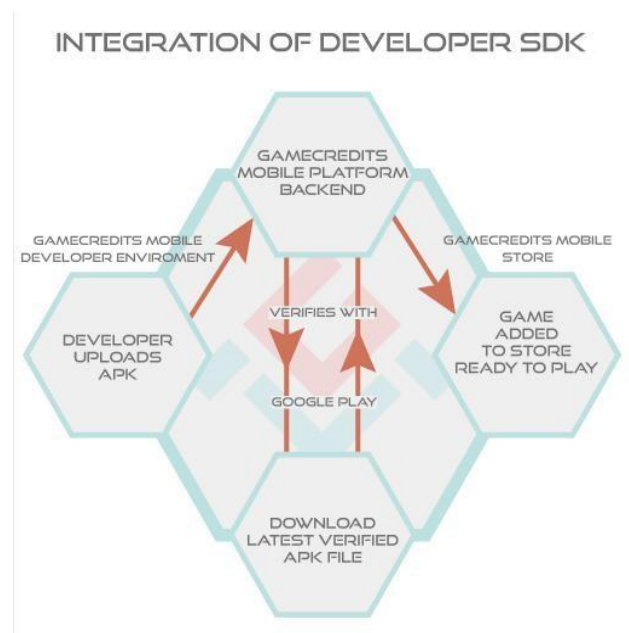 INTEGRATION OF DEVELOPER SDK
GAMECREDITS
MOBILE PLATFORM
BACKEND
GAMECREDITS MOBILE
DEVELOPER ENVIROMENT
GAMECREDITS MOBILE
STORE
DEVELOPER
UPLOADS
APK
VERIFIES WITH
GOOGLE PLAY
GAME
ADDED
TO STORE
READY TO PLAY
DOWNLOAD
LATEST VERIFIED
APK FILE